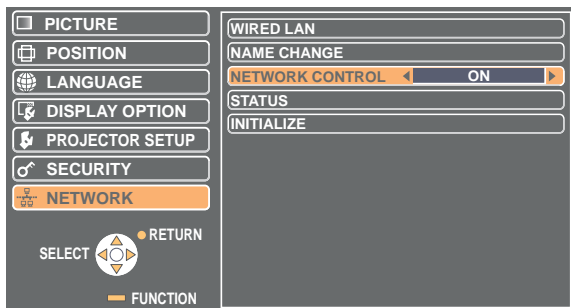 PICTURE
POSITION
LANGUAGE
DISPLAY OPTION
PROJECTOR SETUP
SECURITY
NETWORK
SELECT
RETURN
FUNCTION
WIRED LAN
NAME CHANGE
NETWORK CONTROL ON
STATUS
INITIALIZE